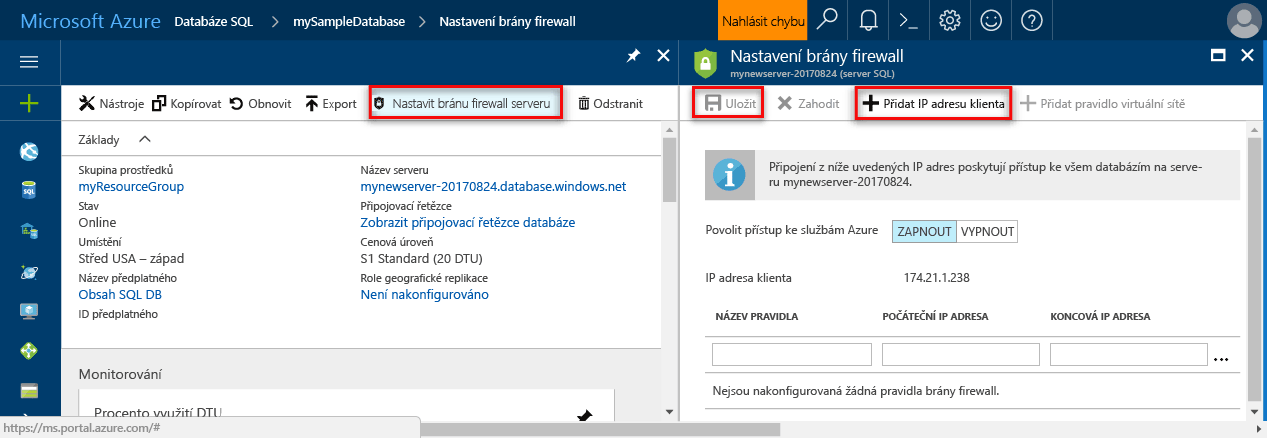 Microsoft Azure Databáze SQL > mySampleDatabase > Nastavení brány firewall Nahlásit chybu
Nastavení brány firewall
mynewserver-20170824 (server SQL)
Nástroje Kopírovat Obnovit Export Nastavit bránu firewall serveru Odstranit
Uložit Zahodit Přidat IP adresu klienta Přidat pravidlo virtuální sítě
Základy
Skupina prostředků
myResourceGroup
Stav
Online
Umístění
Střed USA – západ
Název předplatného
Obsah SQL DB
ID předplatného
Název serveru
mynewserver-20170824.database.windows.net
Připojovací řetězce
Zobrazit připojovací řetězce databáze
Cenová úroveň
S1 Standard (20 DTU)
Role geografické replikace
Není nakonfigurováno
Monitorování
Procento využití DTU
https://ms.portal.azure.com/#
SQL
Připojení z níže uvedených IP adres poskytují přístup ke všem databázím na serve-
ru mynewserver-20170824.
Povolit přístup ke službám Azure ZAPNOUT VYPNOUT
IP adresa klienta 174.21.1.238
NÁZEV PRAVIDLA POČÁTEČNÍ IP ADRESA KONCOVÁ IP ADRESA
...
Nejsou nakonfigurovaná žádná pravidla brány firewall.